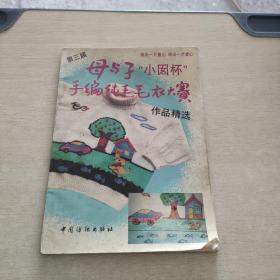 第三届
母与子“小囡杯”
手编纯毛毛衣大赛
作品精选
中国纺织出版社